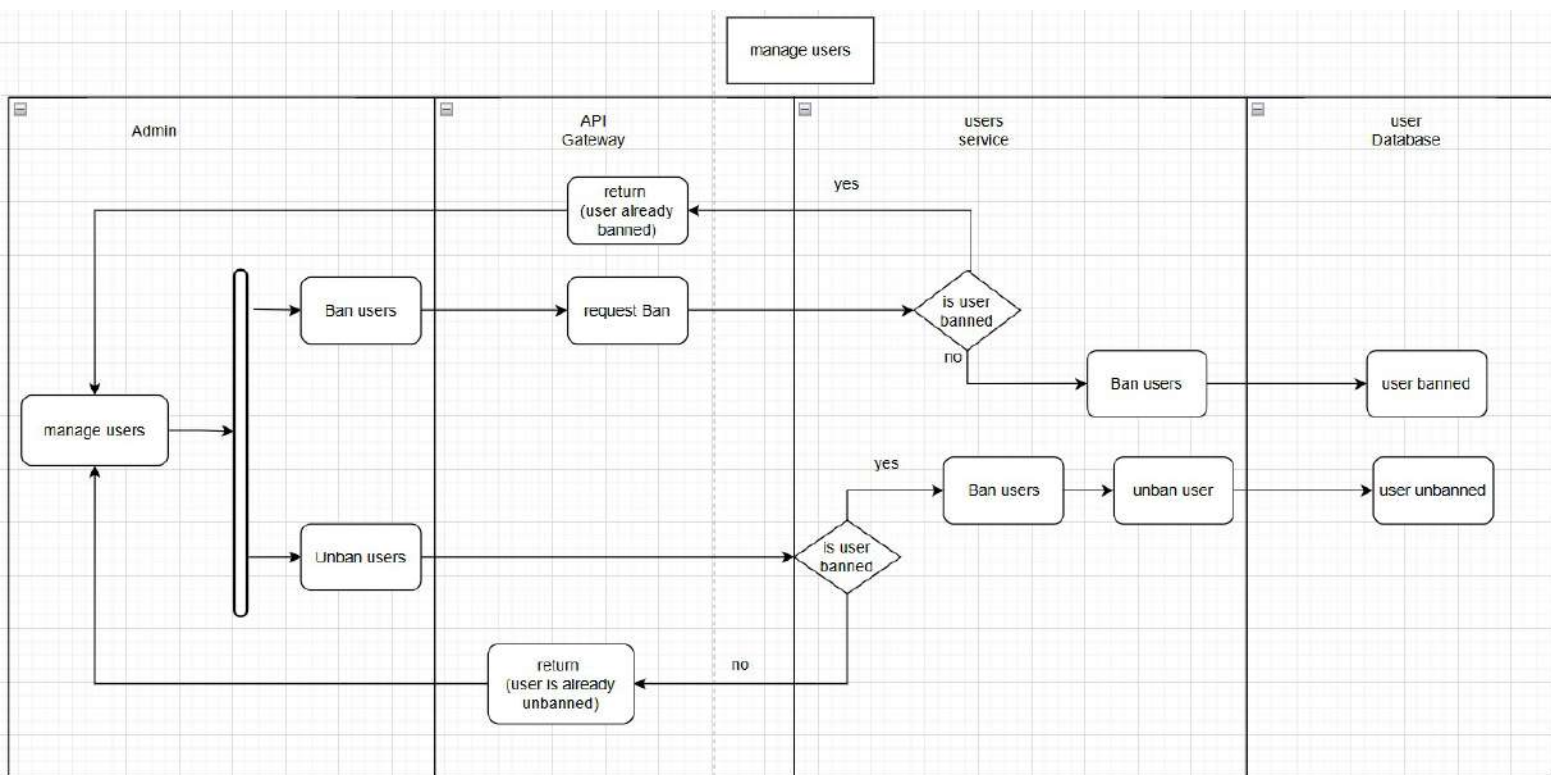 manage users
Admin
API
Gateway
users
service
user
Database
return
(user already
banned)
yes
Ban users
request Ban
is user
banned
no
Ban users
user banned
manage users
yes
Ban users
unban user
user unbanned
Unban users
is user
banned
return
(user is already
unbanned)
no